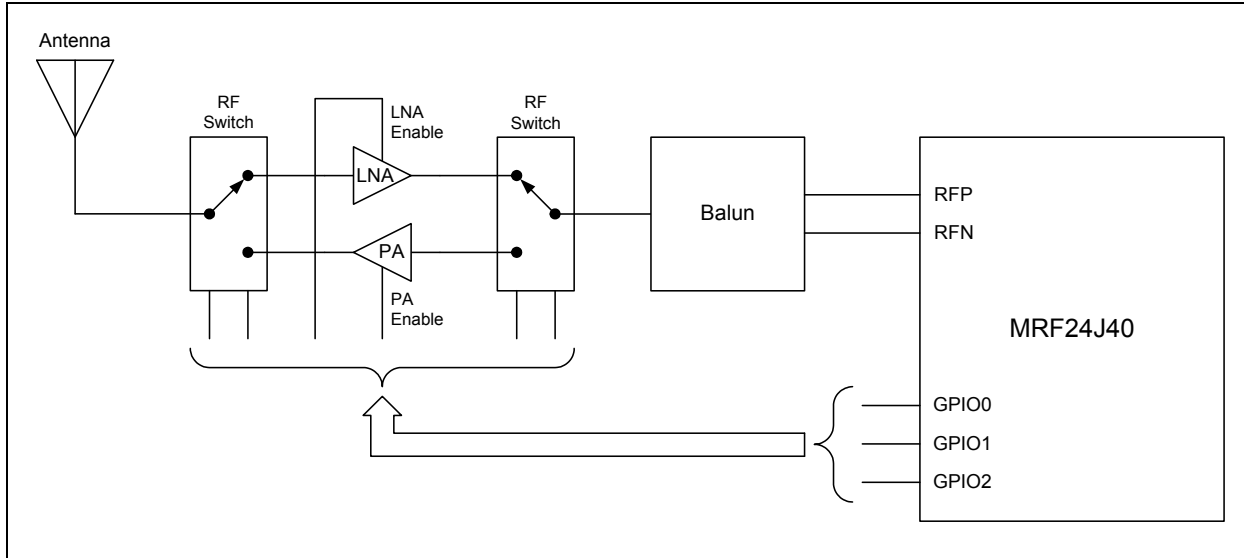 Antenna
RF
Switch
LNA
Enable
RF
Switch
LNA
PA
PA
Enable
Balun
RFP
RFN
MRF24J40
GPIO0
GPIO1
GPIO2